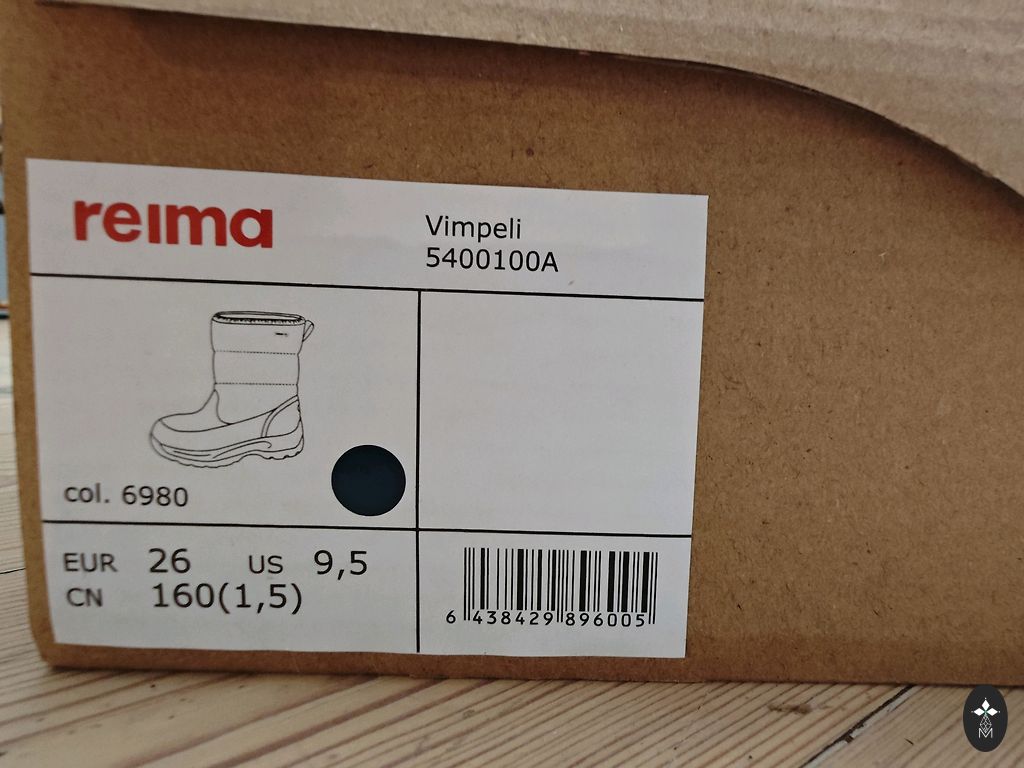 reima
Vimpeli
5400100A
col. 6980
EUR 26 US 9,5
CN 160(1,5)
6 438429 896005
M